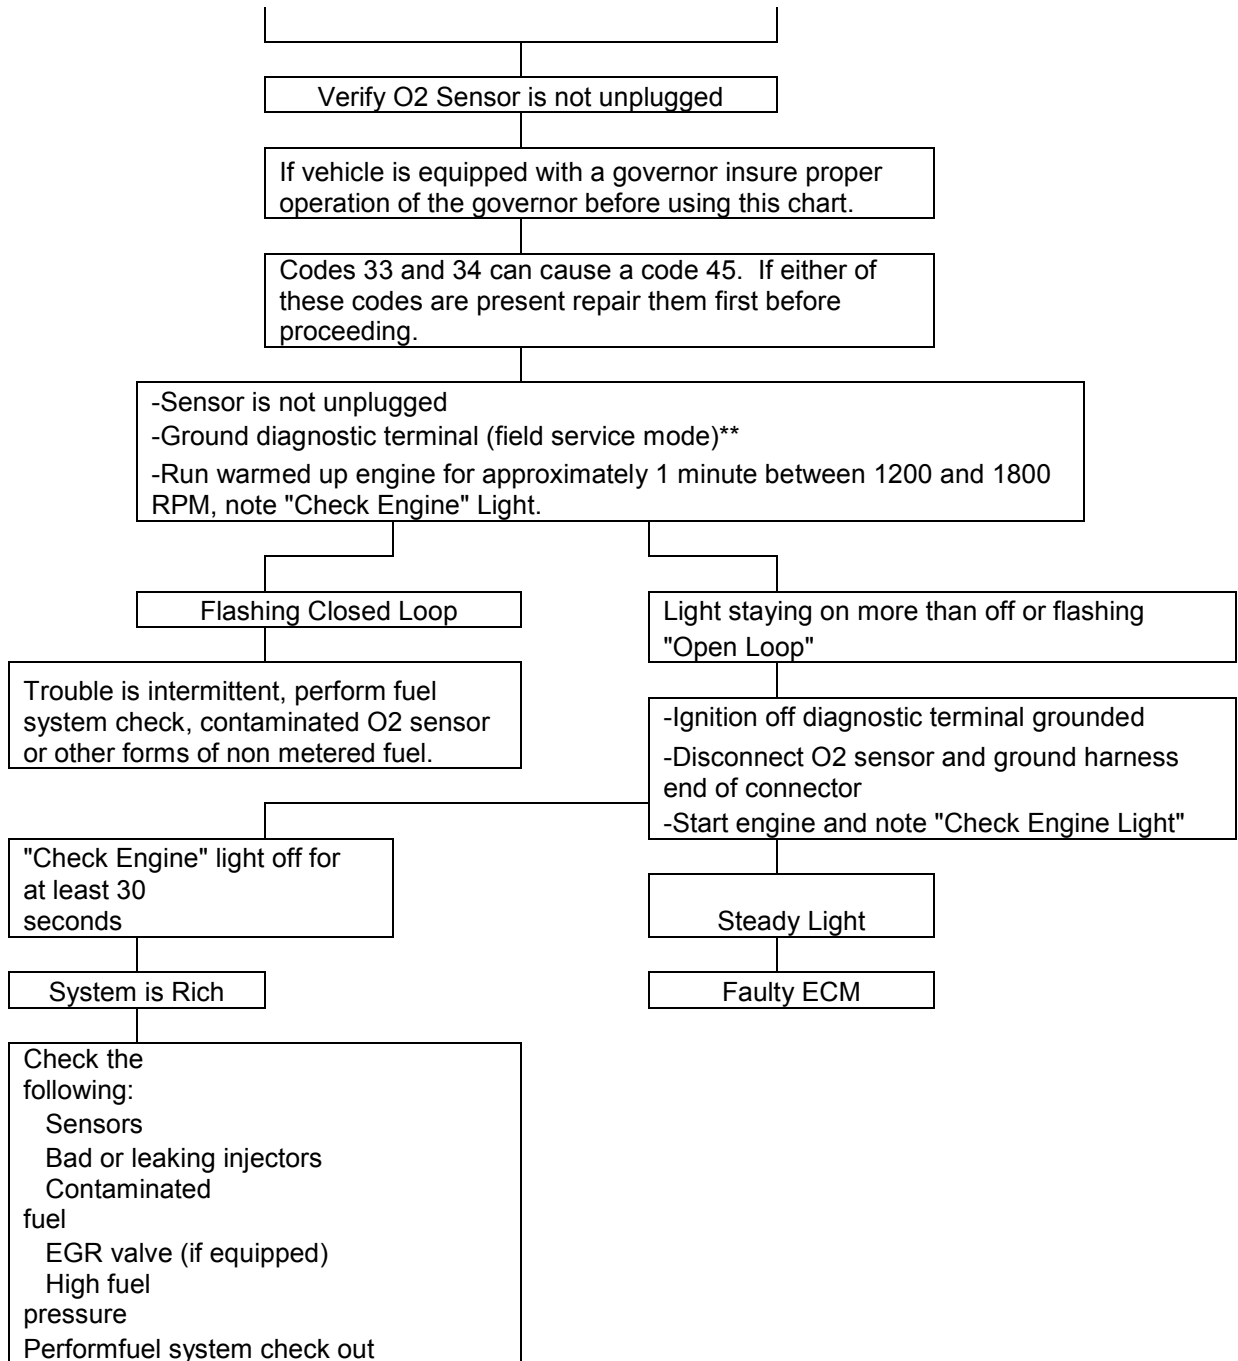 Verify O2 Sensor is not unplugged
If vehicle is equipped with a governor insure proper
operation of the governor before using this chart.
Codes 33 and 34 can cause a code 45.  If either of
these codes are present repair them first before
proceeding.
-Sensor is not unplugged
-Ground diagnostic terminal (field service mode)**
-Run warmed up engine for approximately 1 minute between 1200 and 1800
RPM, note "Check Engine" Light.
Flashing Closed Loop
Light staying on more than off or flashing
"Open Loop"
Trouble is intermittent, perform fuel
system check, contaminated O2 sensor
or other forms of non metered fuel.
-Ignition off diagnostic terminal grounded
-Disconnect O2 sensor and ground harness
end of connector
-Start engine and note "Check Engine Light"
"Check Engine" light off for
at least 30
seconds
Steady Light
System is Rich
Faulty ECM
Check the
following:
Sensors
Bad or leaking injectors
Contaminated
fuel
EGR valve (if equipped)
High fuel
pressure
Performfuel system check out